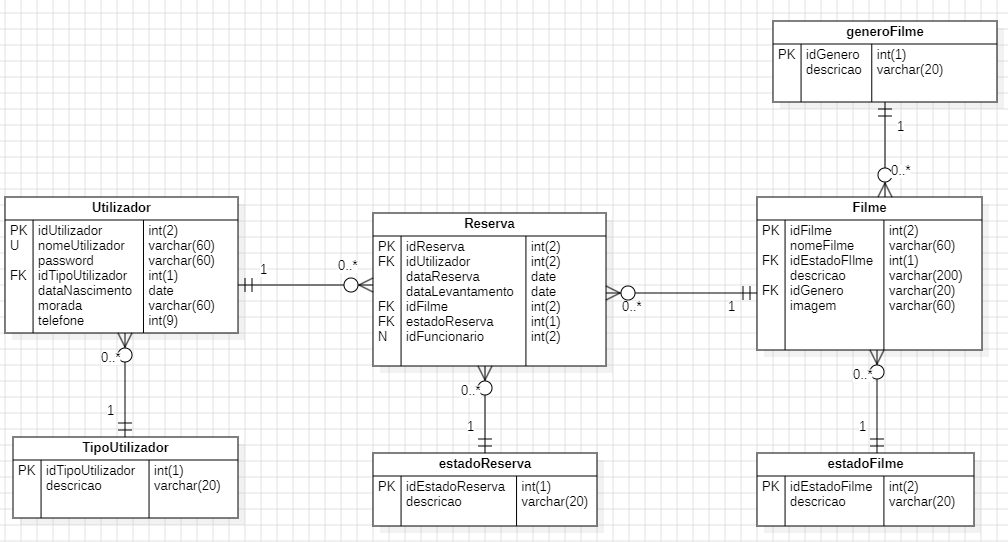 generoFilme
PK idGenero int(1)
descricao varchar(20)
1
0..*
Utilizador
PK idUtilizador int(2)
U nomeUtilizador varchar(60)
password varchar(60)
FK idTipoUtilizador int(1)
dataNascimento date
morada varchar(60)
telefone int(9)
1
0..*
Reserva
PK idReserva int(2)
FK idUtilizador int(2)
dataReserva date
dataLevantamento date
FK idFilme int(2)
FK estadoReserva int(1)
N idFuncionario int(2)
0..*
1
Filme
PK idFilme int(2)
nomeFilme varchar(60)
FK idEstadoFIlme int(1)
descricao varchar(200)
FK idGenero varchar(20)
imagem varchar(60)
0..*
1
TipoUtilizador
PK idTipoUtilizador int(1)
descricao varchar(20)
0..*
1
estadoReserva
PK idEstadoReserva int(1)
descricao varchar(20)
0..*
1
estadoFilme
PK idEstadoFilme int(2)
descricao varchar(20)